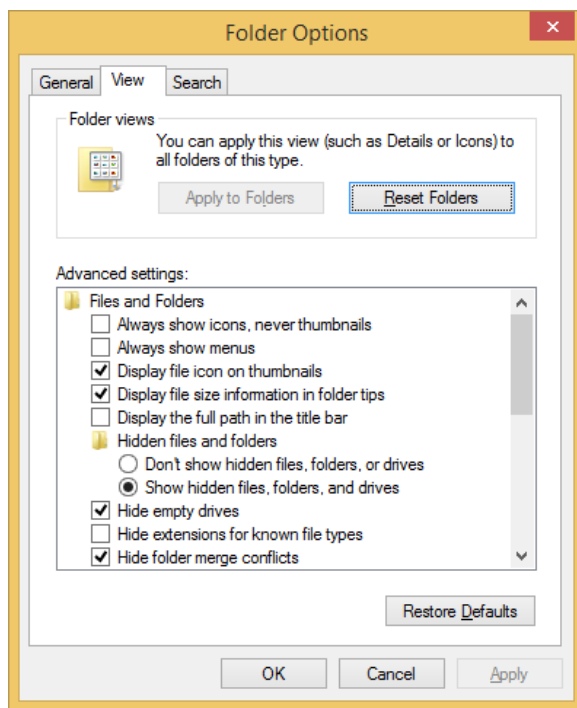 Folder Options
General View Search
Folder views
You can apply this view (such as Details or Icons) to
all folders of this type.
Apply to Folders Reset Folders
Advanced settings:
Files and Folders
Always show icons, never thumbnails
Always show menus
Display file icon on thumbnails
Display file size information in folder tips
Display the full path in the title bar
Hidden files and folders
Don't show hidden files, folders, or drives
Show hidden files, folders, and drives
Hide empty drives
Hide extensions for known file types
Hide folder merge conflicts
Restore Defaults
OK Cancel Apply